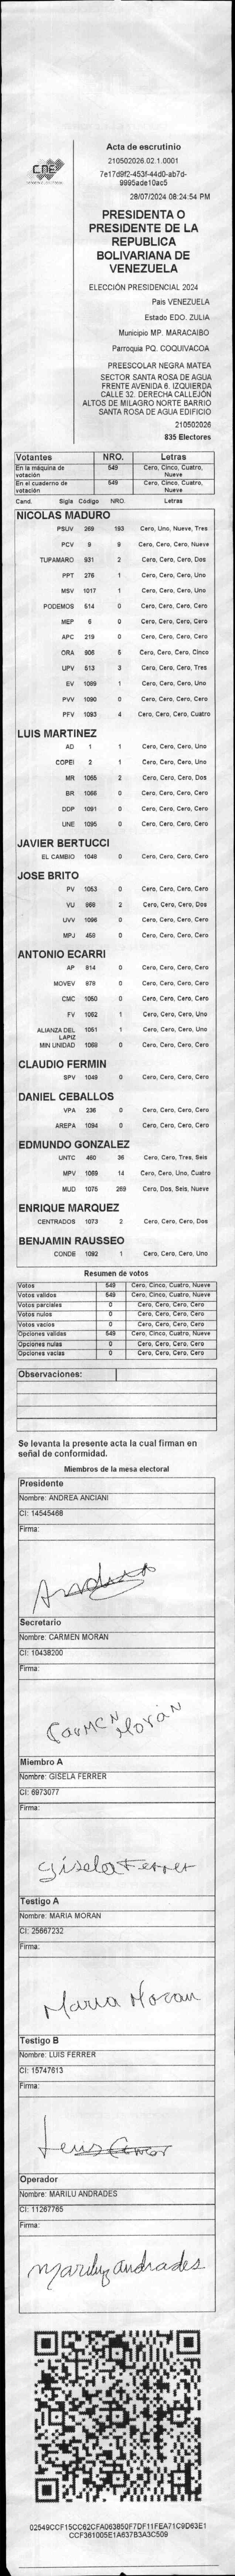 CNE
Acta de escrutinio
210502026.02.1.0001
7e17d9f2-453f-44d0-ab7d-
9995ade10ac5
28/07/2024 08:24:54 PM
PRESIDENTA O
PRESIDENTE DE LA
REPUBLICA
BOLIVARIANA DE
VENEZUELA
ELECCIÓN PRESIDENCIAL 2024
País VENEZUELA
Estado EDO. ZULIA
Municipio MP. MARACAIBO
Parroquia PQ. COQUIVACOA
PREESCOLAR NEGRA MATEA
SECTOR SANTA ROSA DE AGUA
FRENTE AVENIDA 6. IZQUIERDA
CALLE 32. DERECHA CALLEJÓN
ALTOS DE MILAGRO NORTE BARRIO
SANTA ROSA DE AGUA EDIFICIO
210502026
835 Electores
Votantes NRO. Letras
En la máquina de votación 549 Cero, Cinco, Cuatro, Nueve
En el cuaderno de votación 549 Cero, Cinco, Cuatro, Nueve
Cand. Sigla Código NRO. Letras
NICOLAS MADURO
PSUV 269 193 Cero, Uno, Nueve, Tres
PCV 9 9 Cero, Cero, Cero, Nueve
TUPAMARO 931 2 Cero, Cero, Cero, Dos
PPT 276 1 Cero, Cero, Cero, Uno
MSV 1017 1 Cero, Cero, Cero, Uno
PODEMOS 514 0 Cero, Cero, Cero, Cero
MEP 6 0 Cero, Cero, Cero, Cero
APC 219 0 Cero, Cero, Cero, Cero
ORA 906 5 Cero, Cero, Cero, Cinco
UPV 513 3 Cero, Cero, Cero, Tres
EV 1089 1 Cero, Cero, Cero, Uno
PVV 1090 0 Cero, Cero, Cero, Cero
PFV 1093 4 Cero, Cero, Cero, Cuatro
LUIS MARTINEZ
AD 1 1 Cero, Cero, Cero, Uno
COPEI 2 1 Cero, Cero, Cero, Uno
MR 1055 2 Cero, Cero, Cero, Dos
BR 1066 0 Cero, Cero, Cero, Cero
DDP 1091 0 Cero, Cero, Cero, Cero
UNE 1095 0 Cero, Cero, Cero, Cero
JAVIER BERTUCCI
EL CAMBIO 1048 0 Cero, Cero, Cero, Cero
JOSE BRITO
PV 1053 0 Cero, Cero, Cero, Cero
VU 968 2 Cero, Cero, Cero, Dos
UVV 1096 0 Cero, Cero, Cero, Cero
MPJ 458 0 Cero, Cero, Cero, Cero
ANTONIO ECARRI
AP 814 0 Cero, Cero, Cero, Cero
MOVEV 979 0 Cero, Cero, Cero, Cero
CMC 1050 0 Cero, Cero, Cero, Cero
FV 1062 1 Cero, Cero, Cero, Uno
ALIANZA DEL LAPIZ 1051 1 Cero, Cero, Cero, Uno
MIN UNIDAD 1068 0 Cero, Cero, Cero, Cero
CLAUDIO FERMIN
SPV 1049 0 Cero, Cero, Cero, Cero
DANIEL CEBALLOS
VPA 236 0 Cero, Cero, Cero, Cero
AREPA 1094 0 Cero, Cero, Cero, Cero
EDMUNDO GONZALEZ
UNTC 460 36 Cero, Cero, Tres, Seis
MPV 1069 14 Cero, Cero, Uno, Cuatro
MUD 1075 269 Cero, Dos, Seis, Nueve
ENRIQUE MARQUEZ
CENTRADOS 1073 2 Cero, Cero, Cero, Dos
BENJAMIN RAUSSEO
CONDE 1092 1 Cero, Cero, Cero, Uno
Resumen de votos
Votos 549 Cero, Cinco, Cuatro, Nueve
Votos validos 549 Cero, Cinco, Cuatro, Nueve
Votos parciales 0 Cero, Cero, Cero, Cero
Votos nulos 0 Cero, Cero, Cero, Cero
Votos vacios 0 Cero, Cero, Cero, Cero
Opciones validas 549 Cero, Cinco, Cuatro, Nueve
Opciones nulas 0 Cero, Cero, Cero, Cero
Opciones vacias 0 Cero, Cero, Cero, Cero
Observaciones:
Se levanta la presente acta la cual firman en
señal de conformidad.
Miembros de la mesa electoral
Presidente
Nombre: ANDREA ANCIANI
CI: 14545468
Firma:
Secretario
Nombre: CARMEN MORAN
CI: 10438200
Firma:
Carmen Morán
Miembro A
Nombre: GISELA FERRER
CI: 6973077
Firma:
Gisela Ferrer
Testigo A
Nombre: MARIA MORAN
CI: 25667232
Firma:
Maria Moran
Testigo B
Nombre: LUIS FERRER
CI: 15747613
Firma:
Operador
Nombre: MARILU ANDRADES
CI: 11267765
Firma:
Mariluz andrades
02549CCF15CC62CFA063850F7DF11FEA71C9D63E1
CCF361005E1A637B3A3C509